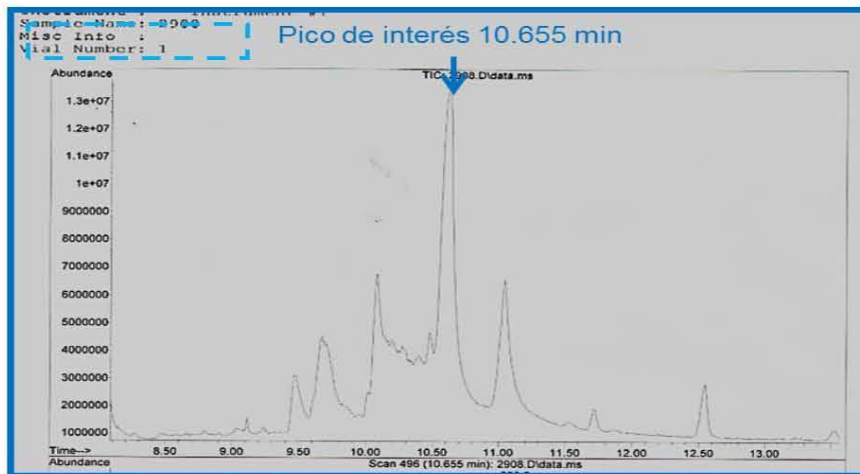 Sample Name: 2908
Misc Info :
Vial Number: 1
Pico de interés 10.655 min
Abundance
TIC: 2908.D\data.ms
1.3e+07
1.2e+07
1.1e+07
1e+07
9000000
8000000
7000000
6000000
5000000
4000000
3000000
2000000
1000000
Time-->
8.50 9.00 9.50 10.00 10.50 11.00 11.50 12.00 12.50 13.00 13.50
Abundance
Scan 496 (10.655 min): 2908.D\data.ms